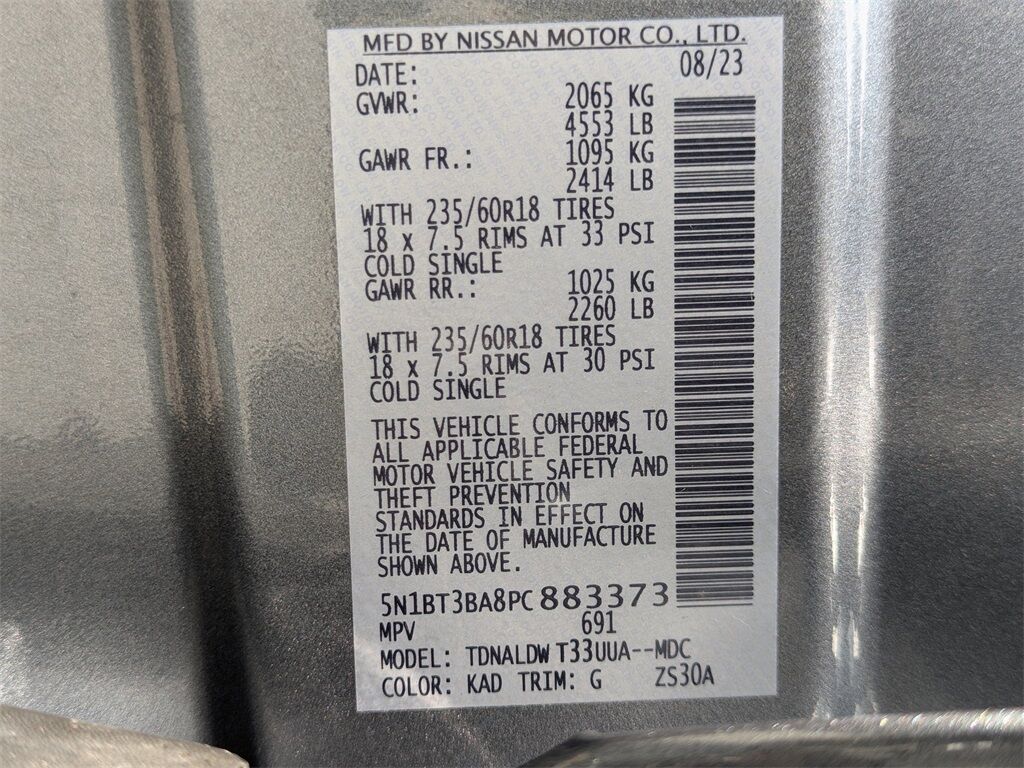 MFD BY NISSAN MOTOR CO., LTD.
DATE: 08/23
GVWR: 2065 KG
4553 LB
GAWR FR.: 1095 KG
2414 LB
WITH 235/60R18 TIRES
18 x 7.5 RIMS AT 33 PSI
COLD SINGLE
GAWR RR.: 1025 KG
2260 LB
WITH 235/60R18 TIRES
18 x 7.5 RIMS AT 30 PSI
COLD SINGLE
THIS VEHICLE CONFORMS TO
ALL APPLICABLE FEDERAL
MOTOR VEHICLE SAFETY AND
THEFT PREVENTION
STANDARDS IN EFFECT ON
THE DATE OF MANUFACTURE
SHOWN ABOVE.
5N1BT3BA8PC883373
MPV 691
MODEL: TDNALDW T33UUA--MDC
COLOR: KAD TRIM: G ZS30A